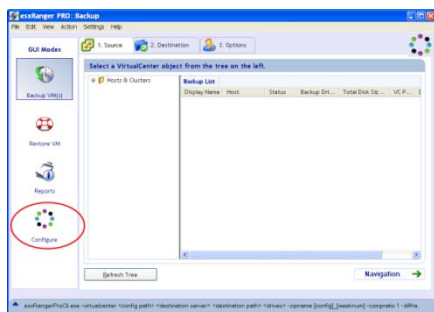 esxRanger PRO :: Backup
File Edit View Action Settings Help
GUI Modes
1. Source
2. Destination
3. Options
Select a VirtualCenter object from the tree on the left.
Hosts & Clusters
Backup List
Display Name Host Status Backup Dri... Total Disk Siz... VC P...
Backup VM(s)
Restore VM
Reports
Configure
Refresh Tree
Navigation
esxRangerProCli.exe -virtualcenter <config path> <destination server> <destination path> <drives> -zipname [config]_[weeknum] -compratio 1 -diffra